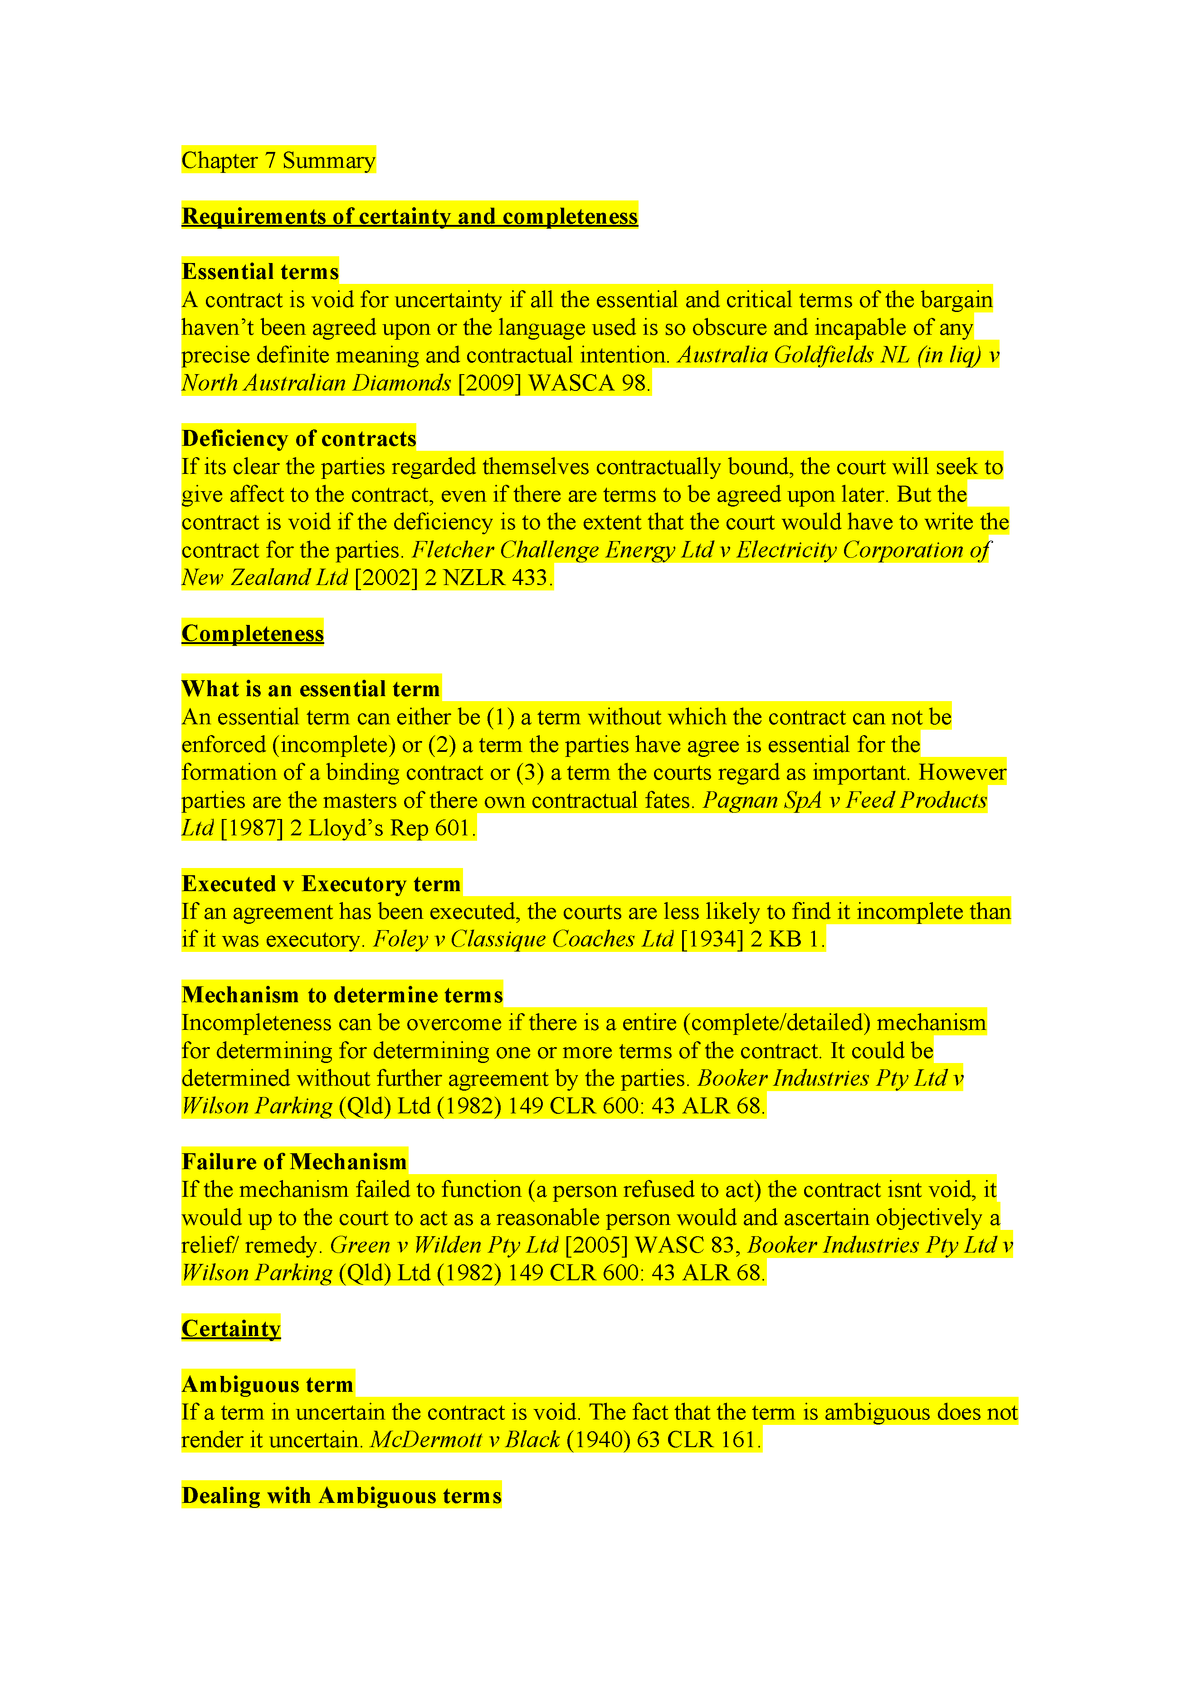 Chapter 7 Summary
Requirements of certainty and completeness
Essential terms
A contract is void for uncertainty if all the essential and critical terms of the bargain
haven’t been agreed upon or the language used is so obscure and incapable of any
precise definite meaning and contractual intention. Australia Goldfields NL (in liq) v
North Australian Diamonds [2009] WASCA 98.
Deficiency of contracts
If its clear the parties regarded themselves contractually bound, the court will seek to
give affect to the contract, even if there are terms to be agreed upon later. But the
contract is void if the deficiency is to the extent that the court would have to write the
contract for the parties. Fletcher Challenge Energy Ltd v Electricity Corporation of
New Zealand Ltd [2002] 2 NZLR 433.
Completeness
What is an essential term
An essential term can either be (1) a term without which the contract can not be
enforced (incomplete) or (2) a term the parties have agree is essential for the
formation of a binding contract or (3) a term the courts regard as important. However
parties are the masters of there own contractual fates. Pagnan SpA v Feed Products
Ltd [1987] 2 Lloyd’s Rep 601.
Executed v Executory term
If an agreement has been executed, the courts are less likely to find it incomplete than
if it was executory. Foley v Classique Coaches Ltd [1934] 2 KB 1.
Mechanism to determine terms
Incompleteness can be overcome if there is a entire (complete/detailed) mechanism
for determining for determining one or more terms of the contract. It could be
determined without further agreement by the parties. Booker Industries Pty Ltd v
Wilson Parking (Qld) Ltd (1982) 149 CLR 600: 43 ALR 68.
Failure of Mechanism
If the mechanism failed to function (a person refused to act) the contract isnt void, it
would up to the court to act as a reasonable person would and ascertain objectively a
relief/ remedy. Green v Wilden Pty Ltd [2005] WASC 83, Booker Industries Pty Ltd v
Wilson Parking (Qld) Ltd (1982) 149 CLR 600: 43 ALR 68.
Certainty
Ambiguous term
If a term in uncertain the contract is void. The fact that the term is ambiguous does not
render it uncertain. McDermott v Black (1940) 63 CLR 161.
Dealing with Ambiguous terms